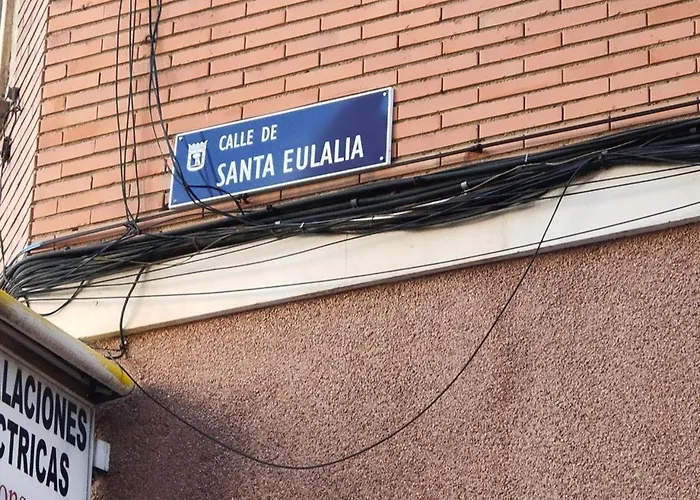 CALLE DE
SANTA EULALIA
LACIONES
CTRICAS